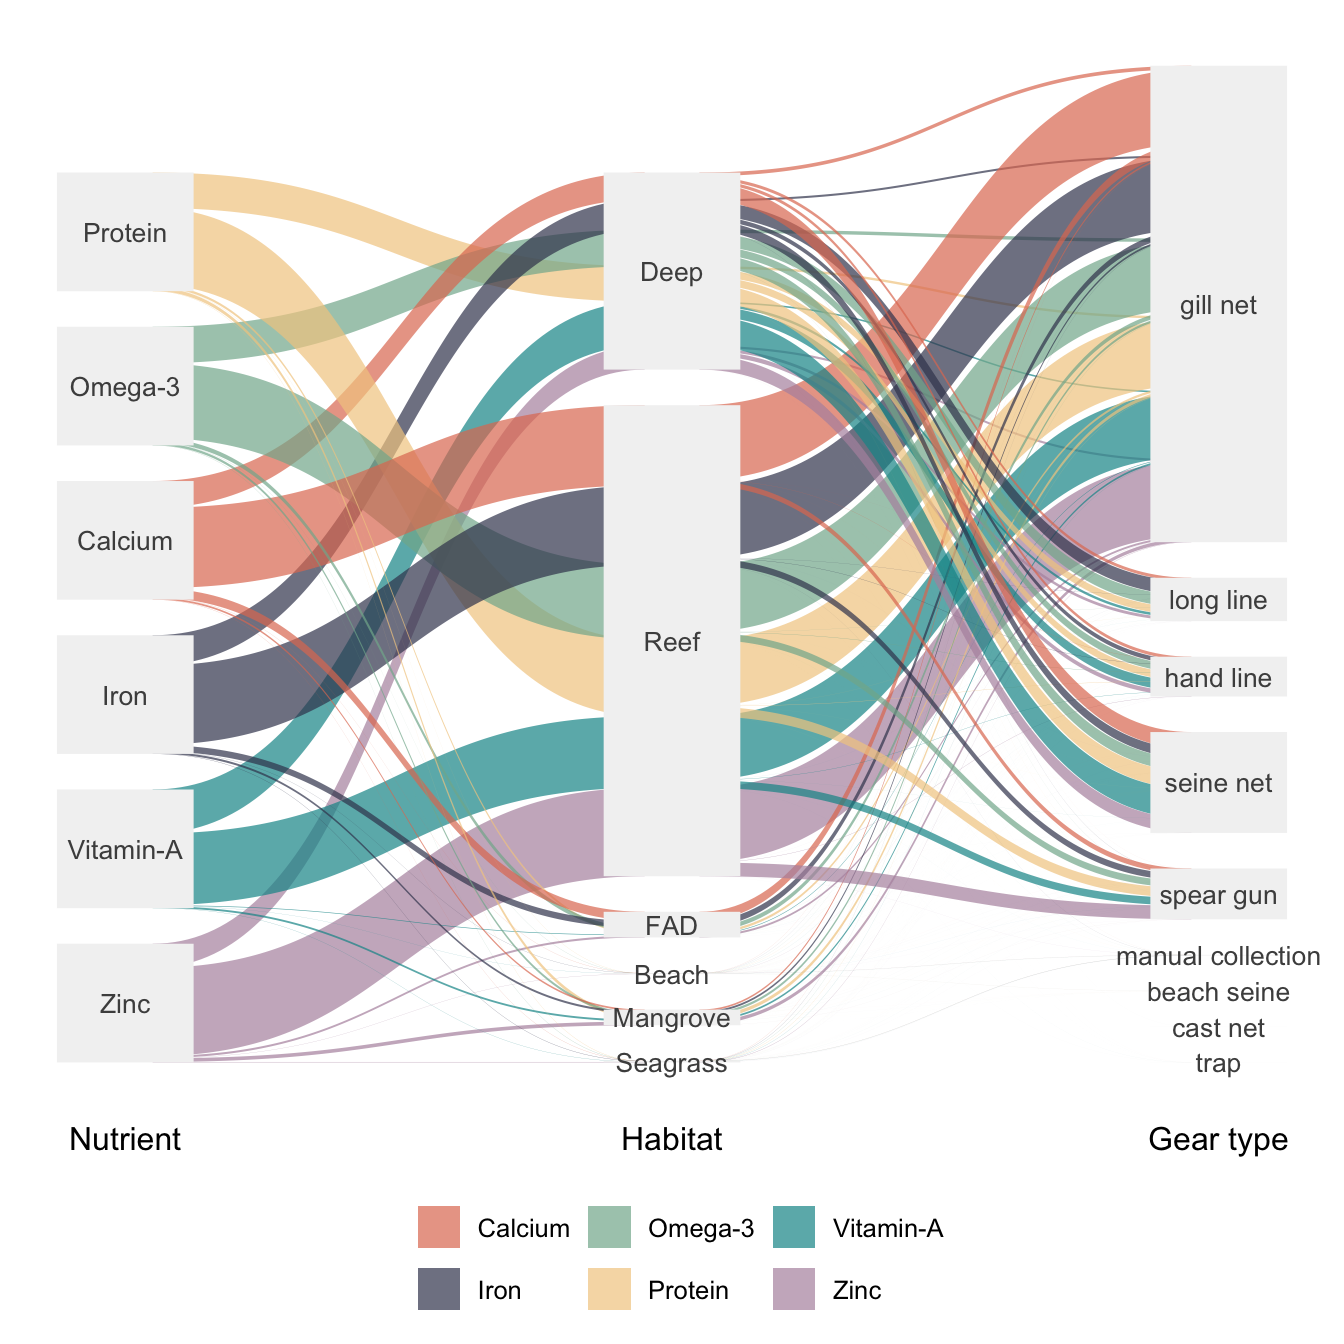 Protein
Omega-3
Calcium
Iron
Vitamin-A
Zinc
Deep
Reef
FAD
Beach
Mangrove
Seagrass
gill net
long line
hand line
seine net
spear gun
manual collection
beach seine
cast net
trap
Nutrient
Habitat
Gear type
Calcium
Omega-3
Vitamin-A
Iron
Protein
Zinc